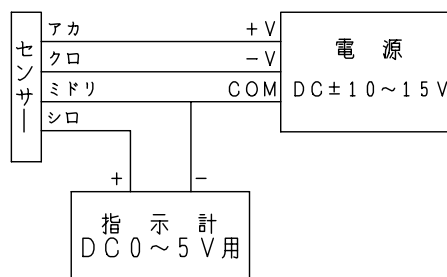 センサー
アカ
+V
クロ
-V
ミドリ
COM
シロ
電 源
DC±10~15V
+
-
指 示 計
DC0~5V用